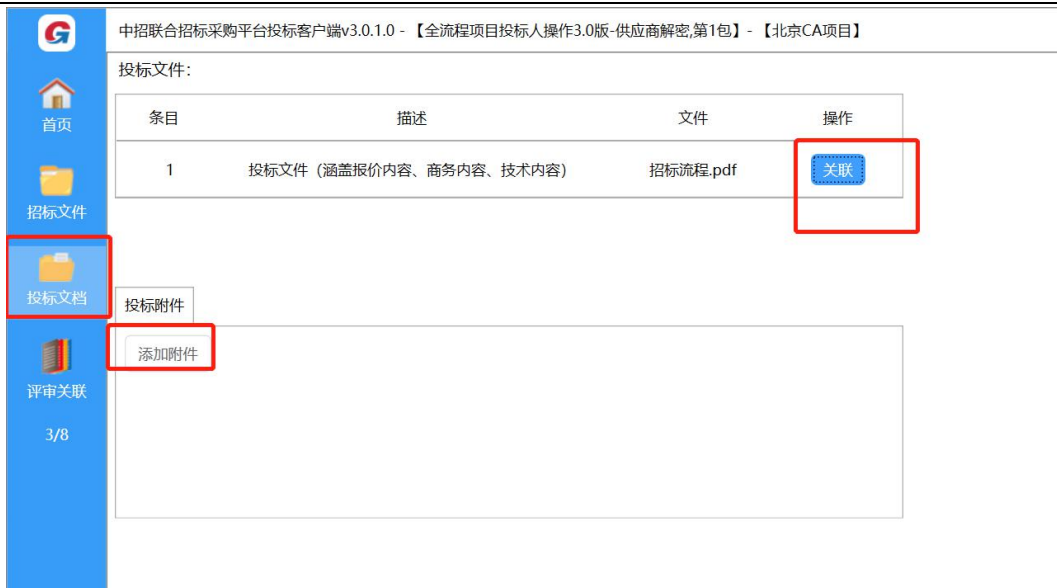 中招联合招标采购平台投标客户端v3.0.1.0 - 【全流程项目投标人操作3.0版-供应商解密,第1包】 - 【北京CA项目】
首页
招标文件
投标文档
评审关联
3/8
投标文件:
条目 描述 文件 操作
1 投标文件（涵盖报价内容、商务内容、技术内容） 招标流程.pdf 关联
投标附件
添加附件